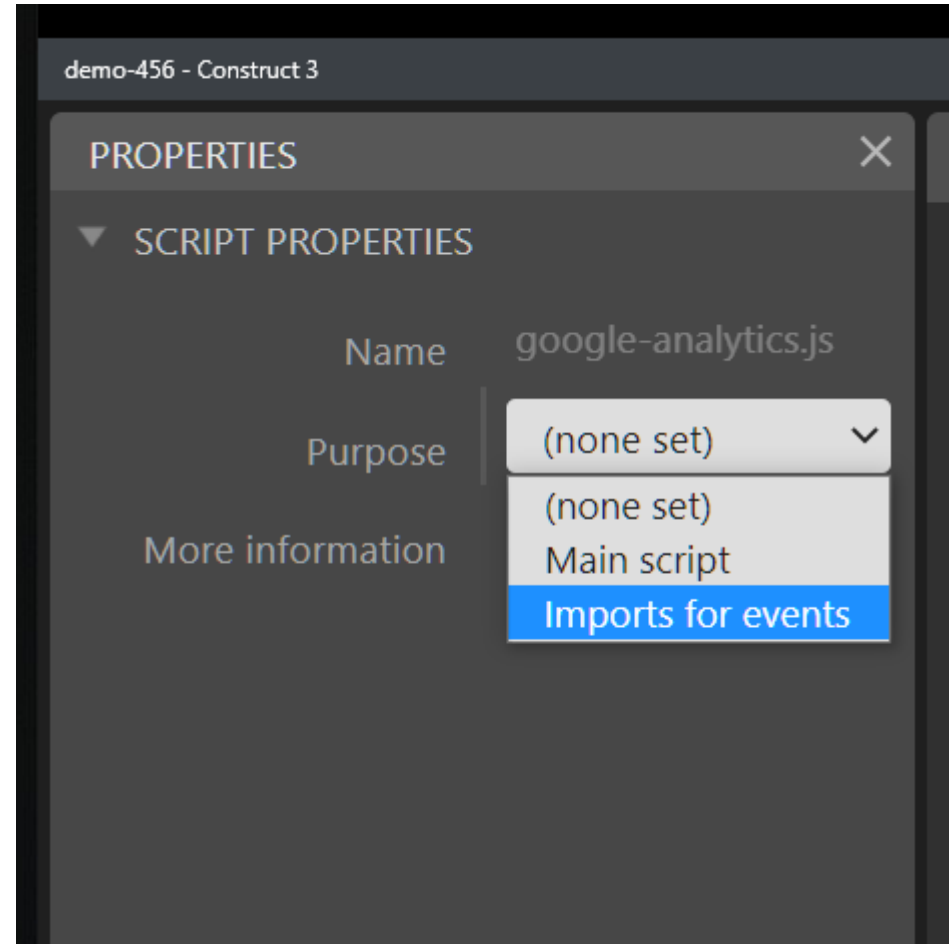 demo-456 - Construct 3
PROPERTIES
SCRIPT PROPERTIES
Name google-analytics.js
Purpose (none set)
(none set)
Main script
More information
Imports for events